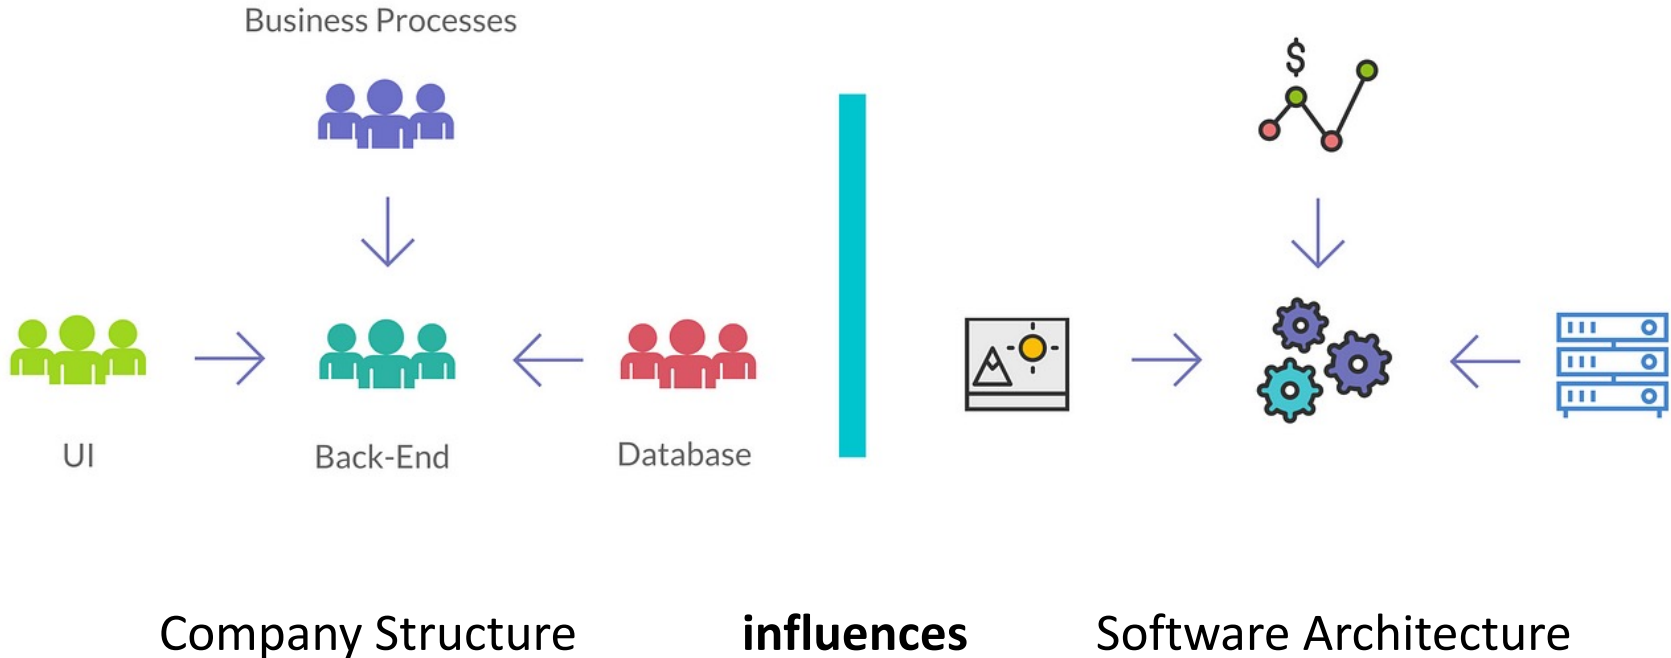 Business Processes
$
UI
Back-End
Database
Company Structure influences Software Architecture